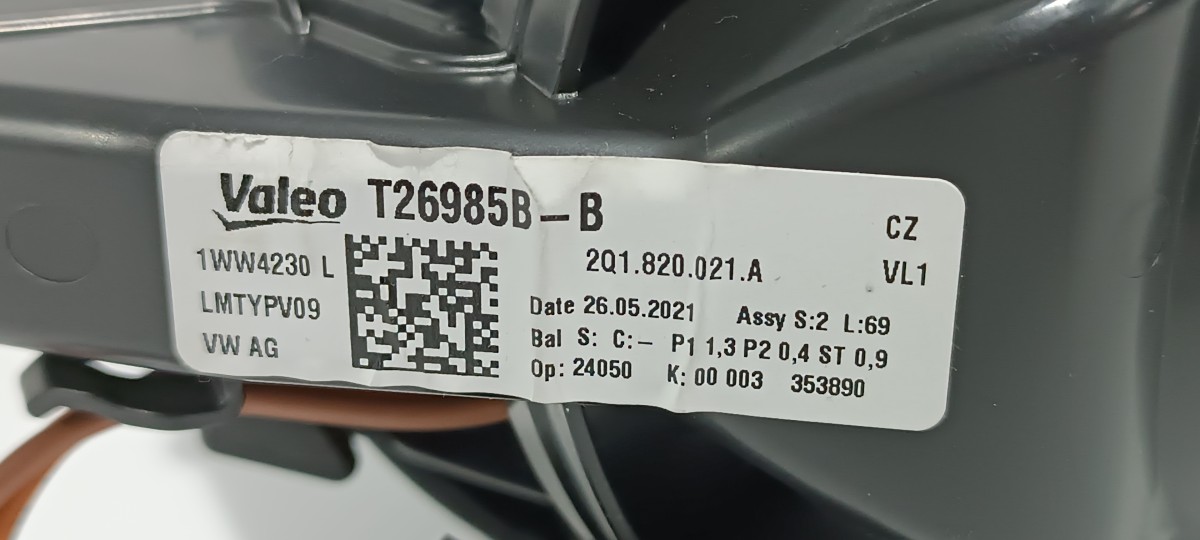 Valeo T26985B-B
CZ
1WW4230 L
2Q1.820.021.A
VL1
LMTYPV09
Date 26.05.2021 Assy S:2 L:69
VW AG
Bal S: C:- P1 1,3 P2 0,4 ST 0,9
Op: 24050 K: 00 003 353890